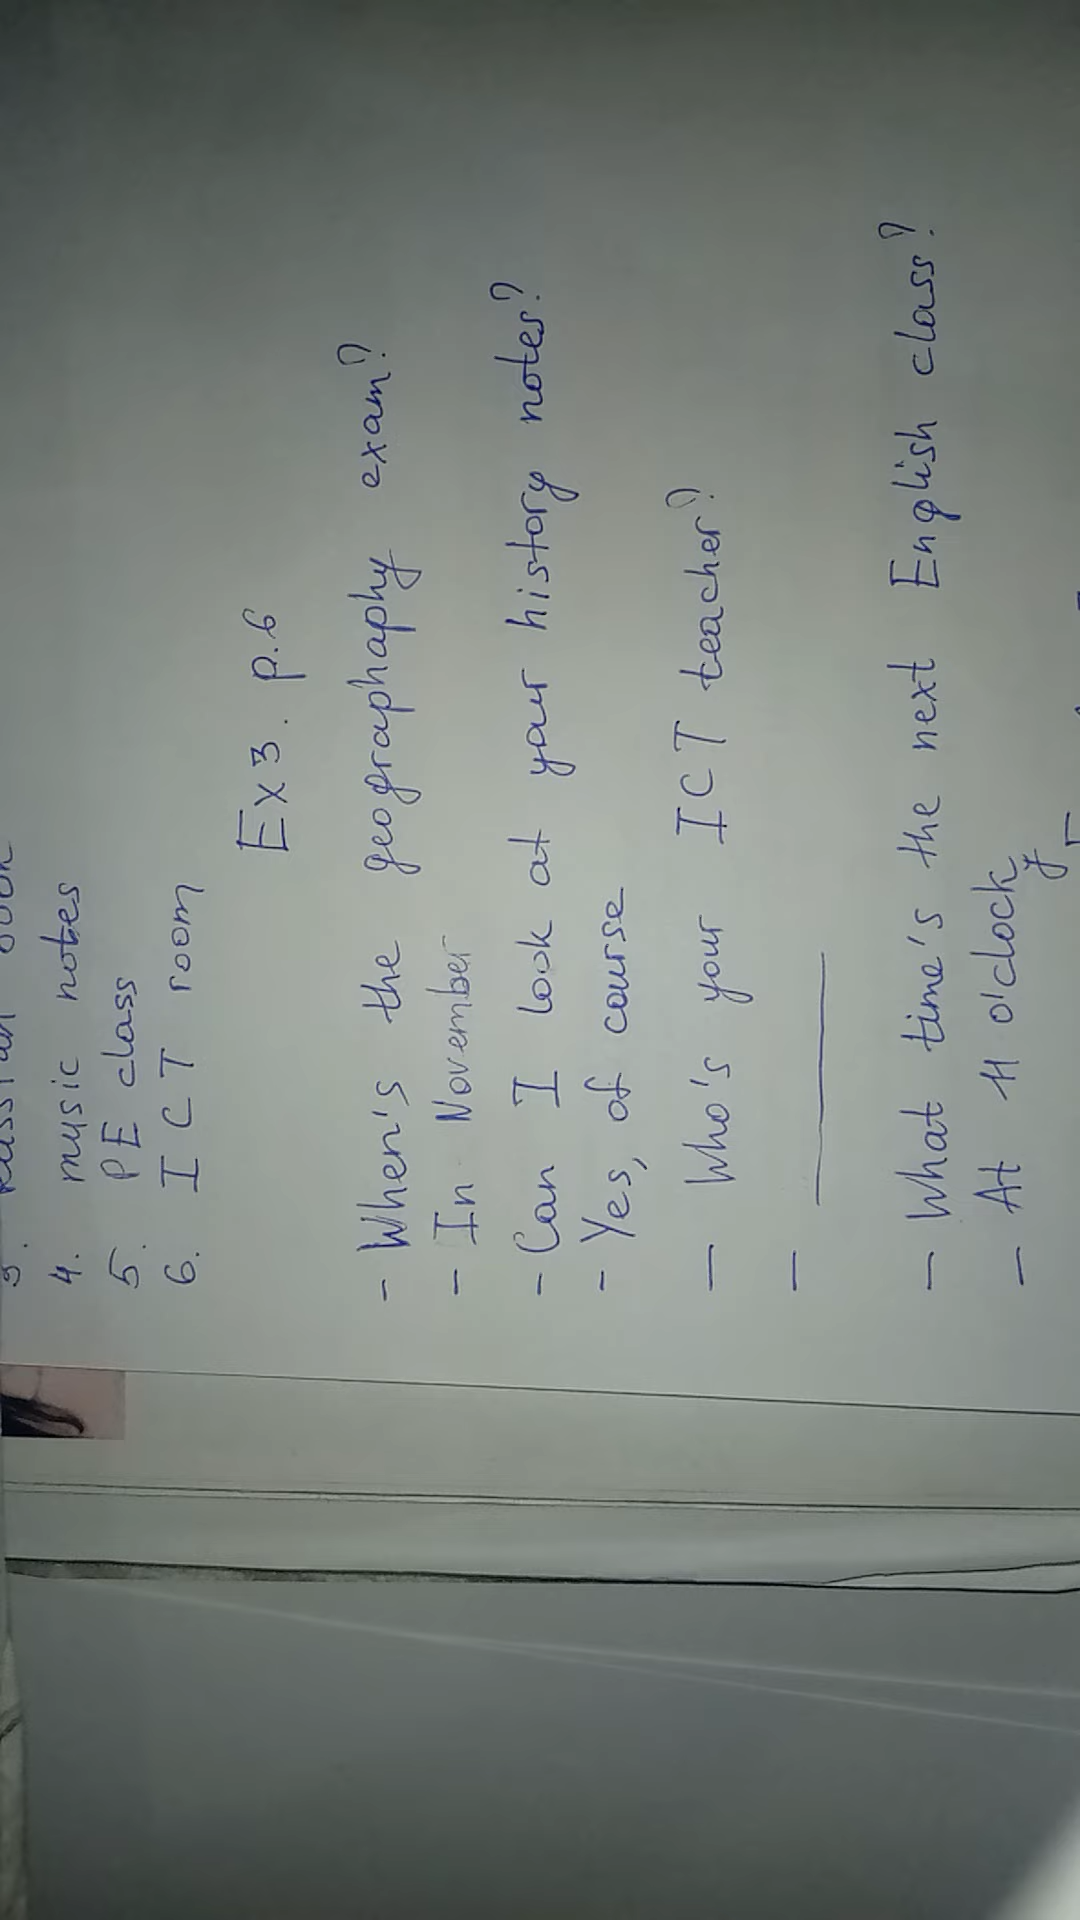 4. music notes
5. PE class
6. ICT room
Ex 3. p.6
- When's the geographaphy exam?
- In November
- Can I look at your history notes?
- Yes, of course
- Who's your ICT teacher?
- ________
- What time's the next English class?
- At 11 o'clock